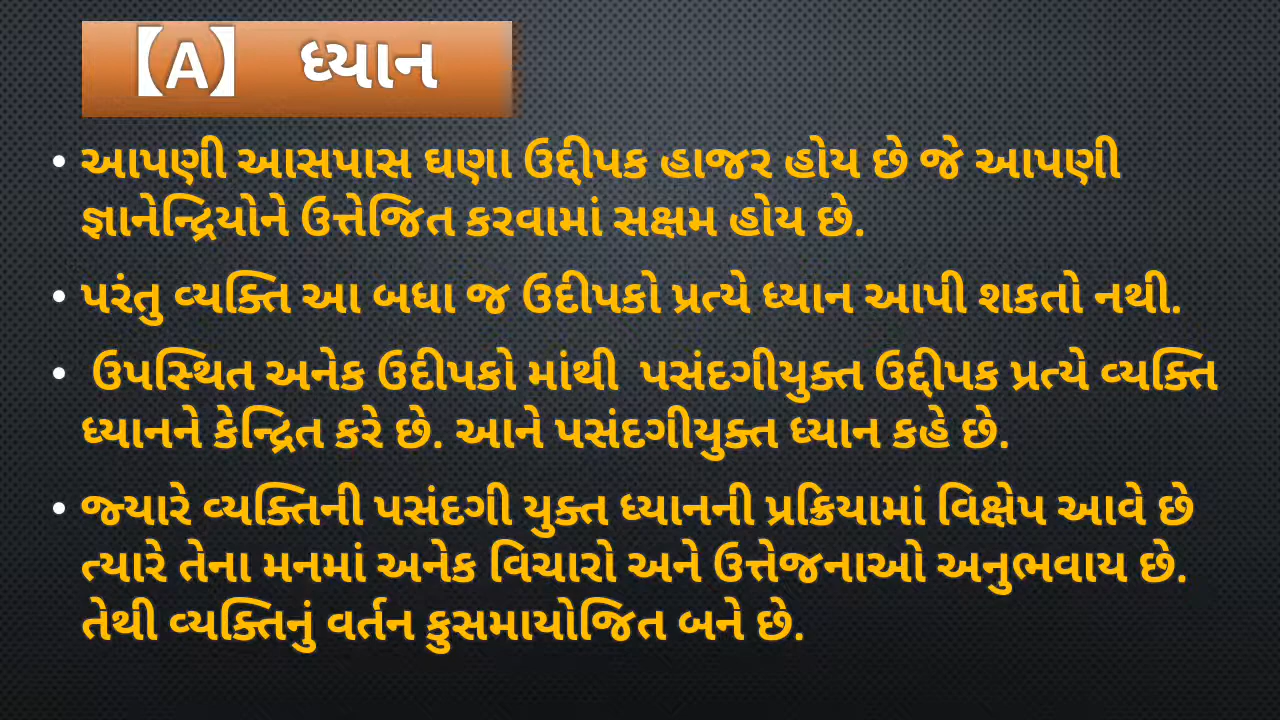 【A】 ધ્યાન
• આપણી આસપાસ ઘણા ઉદ્દીપક હાજર હોય છે જે આપણી
જ્ઞાનેન્દ્રિયોને ઉત્તેજિત કરવામાં સક્ષમ હોય છે.
• પરંતુ વ્યક્તિ આ બધા જ ઉદીપકો પ્રત્યે ધ્યાન આપી શકતો નથી.
• ઉપસ્થિત અનેક ઉદીપકો માંથી પસંદગીયુક્ત ઉદ્દીપક પ્રત્યે વ્યક્તિ
ધ્યાનને કેન્દ્રિત કરે છે. આને પસંદગીયુક્ત ધ્યાન કહે છે.
• જ્યારે વ્યક્તિની પસંદગી યુક્ત ધ્યાનની પ્રક્રિયામાં વિક્ષેપ આવે છે
ત્યારે તેના મનમાં અનેક વિચારો અને ઉત્તેજનાઓ અનુભવાય છે.
તેથી વ્યક્તિનું વર્તન કુસમાયોજિત બને છે.